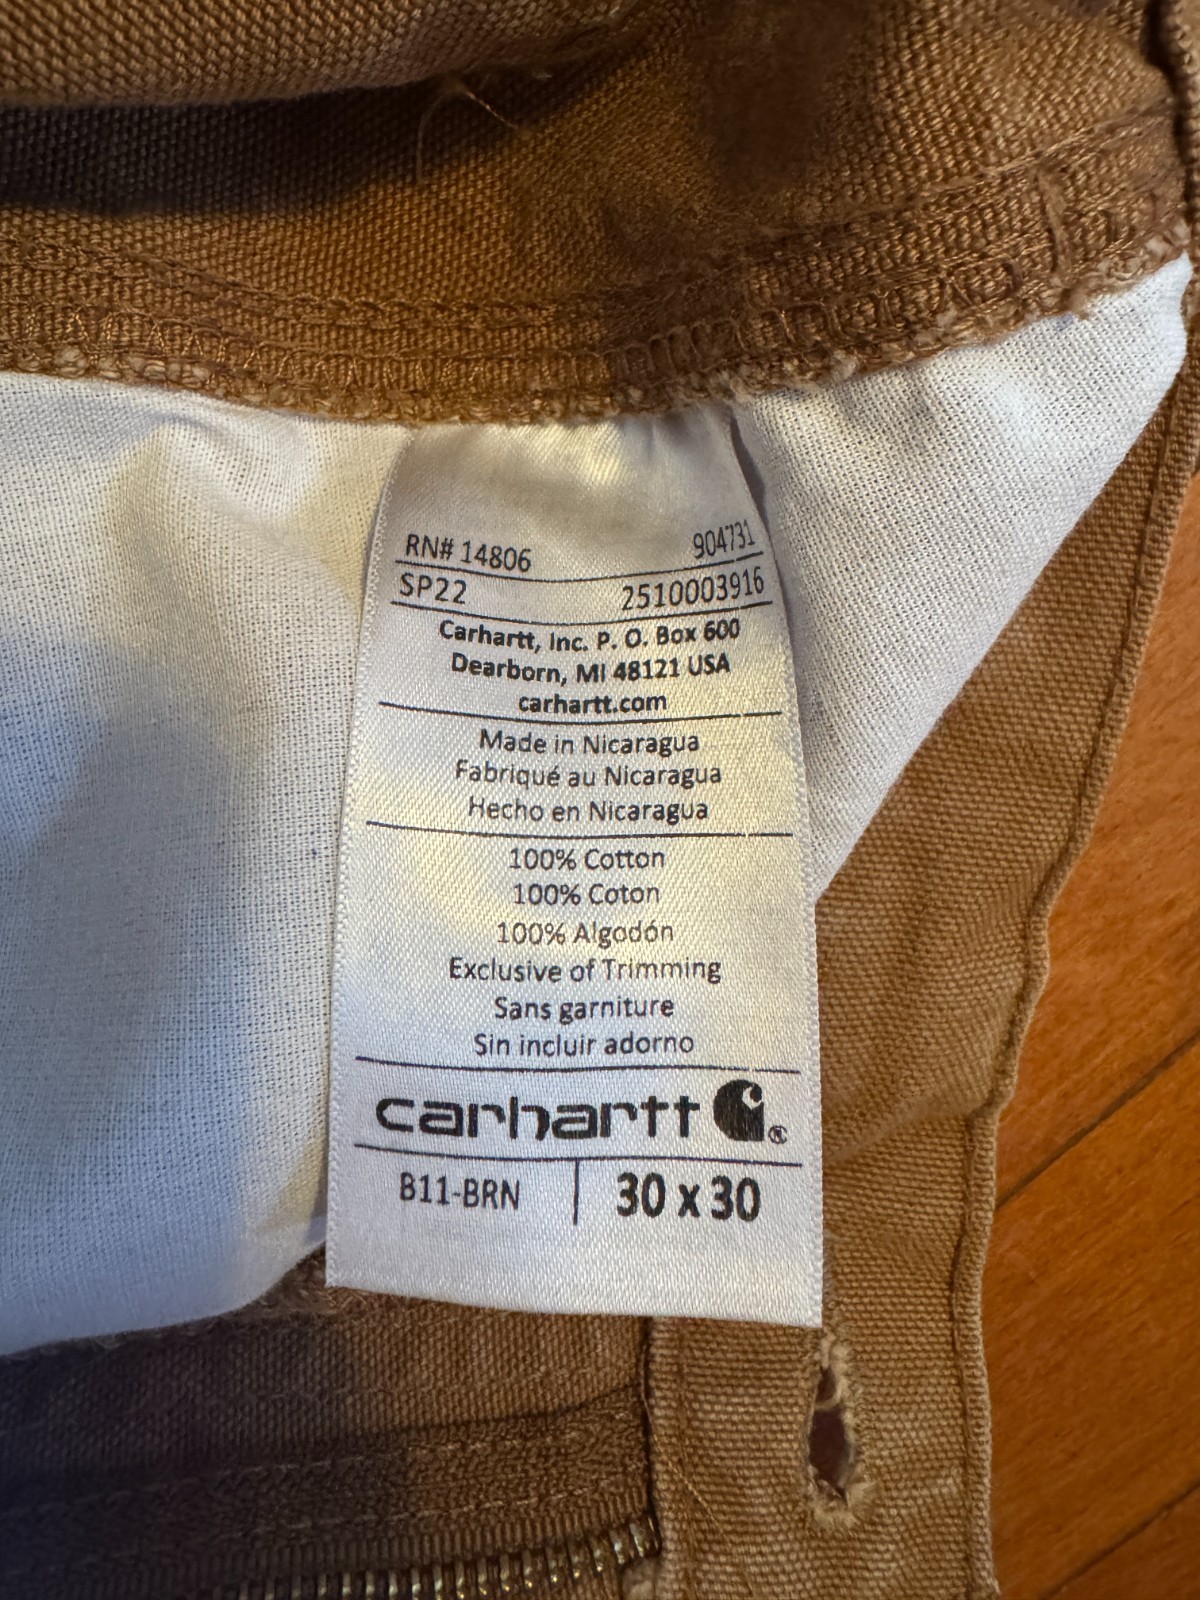 RN# 14806 904731
SP22 2510003916
Carhartt, Inc. P. O. Box 600
Dearborn, MI 48121 USA
carhartt.com
Made in Nicaragua
Fabriqué au Nicaragua
Hecho en Nicaragua
100% Cotton
100% Coton
100% Algodón
Exclusive of Trimming
Sans garniture
Sin incluir adorno
carhartt ®
B11-BRN 30 x 30